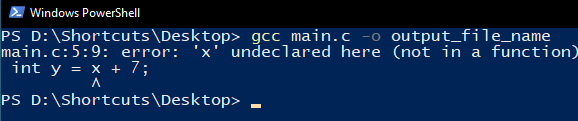 Windows PowerShell
PS D:\Shortcuts\Desktop> gcc main.c -o output_file_name
main.c:5:9: error: 'x' undeclared here (not in a function)
 int y = x + 7;
         ^
PS D:\Shortcuts\Desktop> _